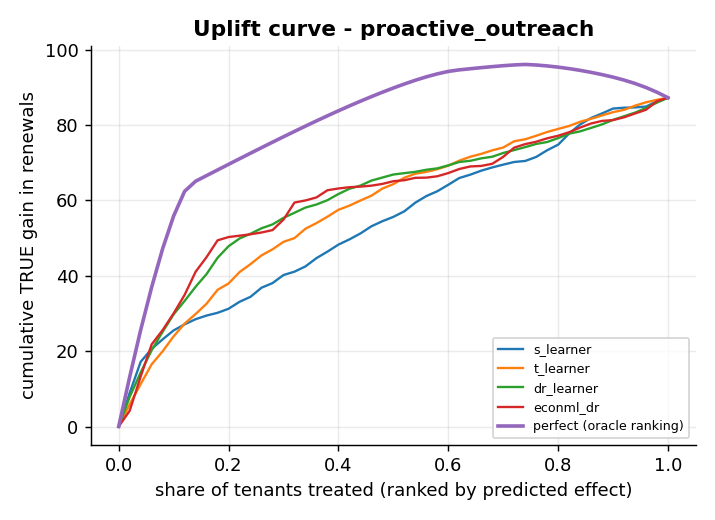 Uplift curve - proactive_outreach
cumulative TRUE gain in renewals
100
80
60
40
20
0
0.0
0.2
0.4
0.6
0.8
1.0
share of tenants treated (ranked by predicted effect)
s_learner
t_learner
dr_learner
econml_dr
perfect (oracle ranking)